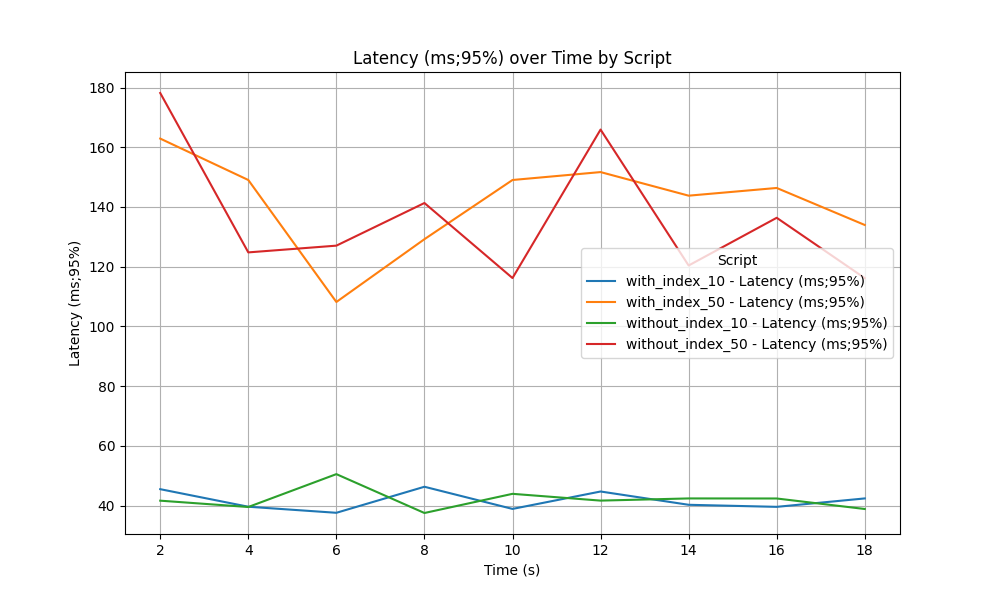 Latency (ms;95%) over Time by Script
Latency (ms;95%)
180
160
140
120
100
80
60
40
Script
with_index_10 - Latency (ms;95%)
with_index_50 - Latency (ms;95%)
without_index_10 - Latency (ms;95%)
without_index_50 - Latency (ms;95%)
2 4 6 8 10 12 14 16 18
Time (s)